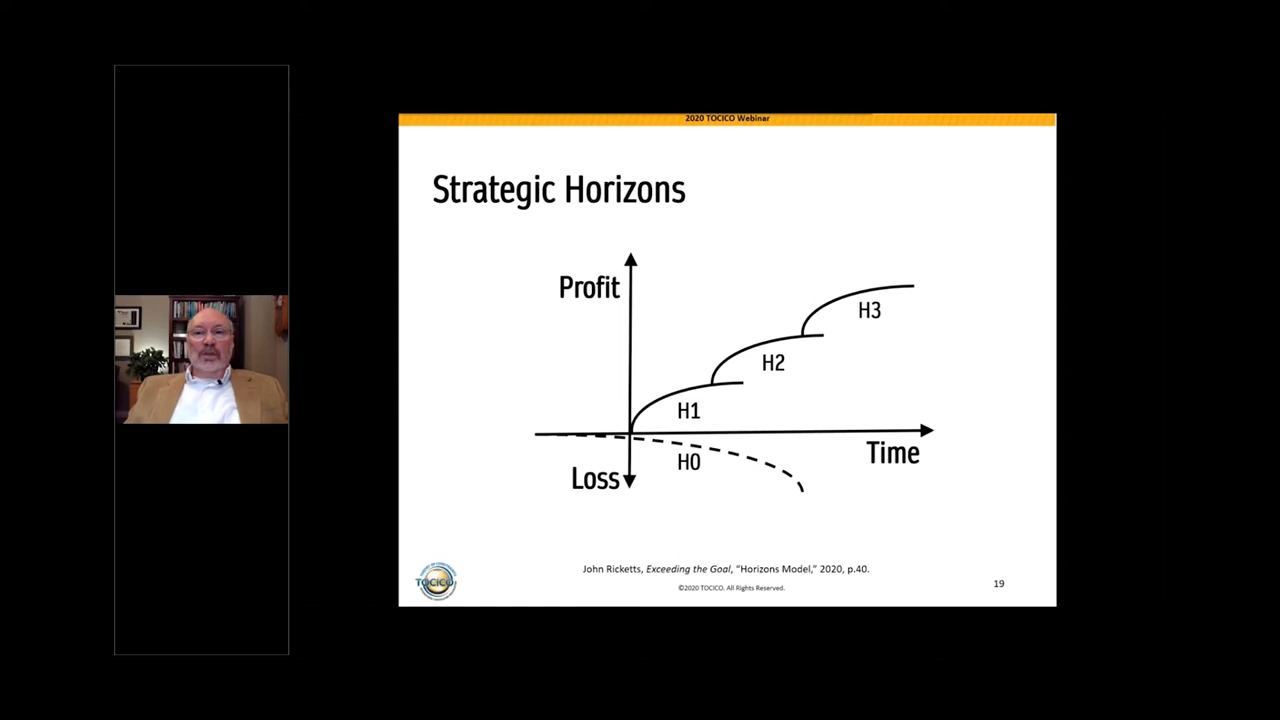 2020 TOCICO Webinar
Strategic Horizons
Profit
H3
H2
H1
Time
H0
Loss
TOCICO
John Ricketts, Exceeding the Goal, “Horizons Model,” 2020, p.40.
©2020 TOCICO. All Rights Reserved.
19